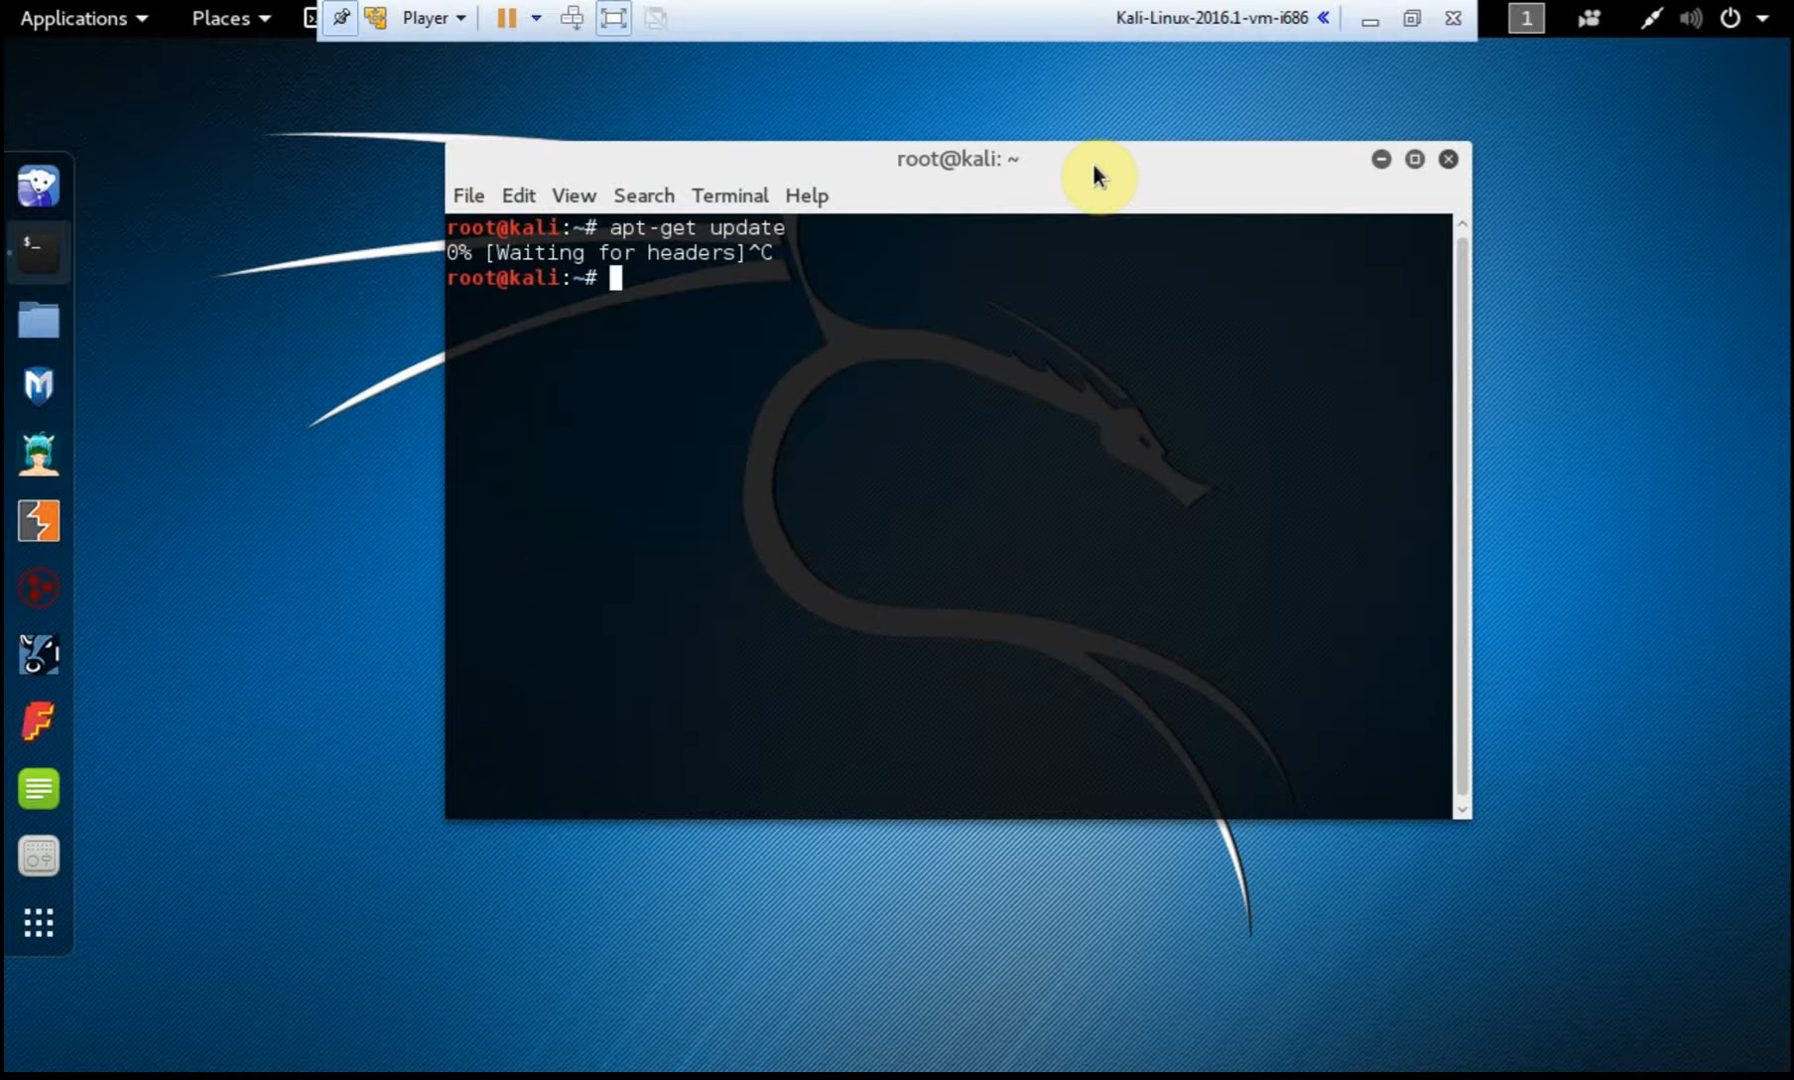 Applications Places Player Kali-Linux-2016.1-vm-i686 1
root@kali: ~
File Edit View Search Terminal Help
root@kali:~# apt-get update
0% [Waiting for headers]^C
root@kali:~#